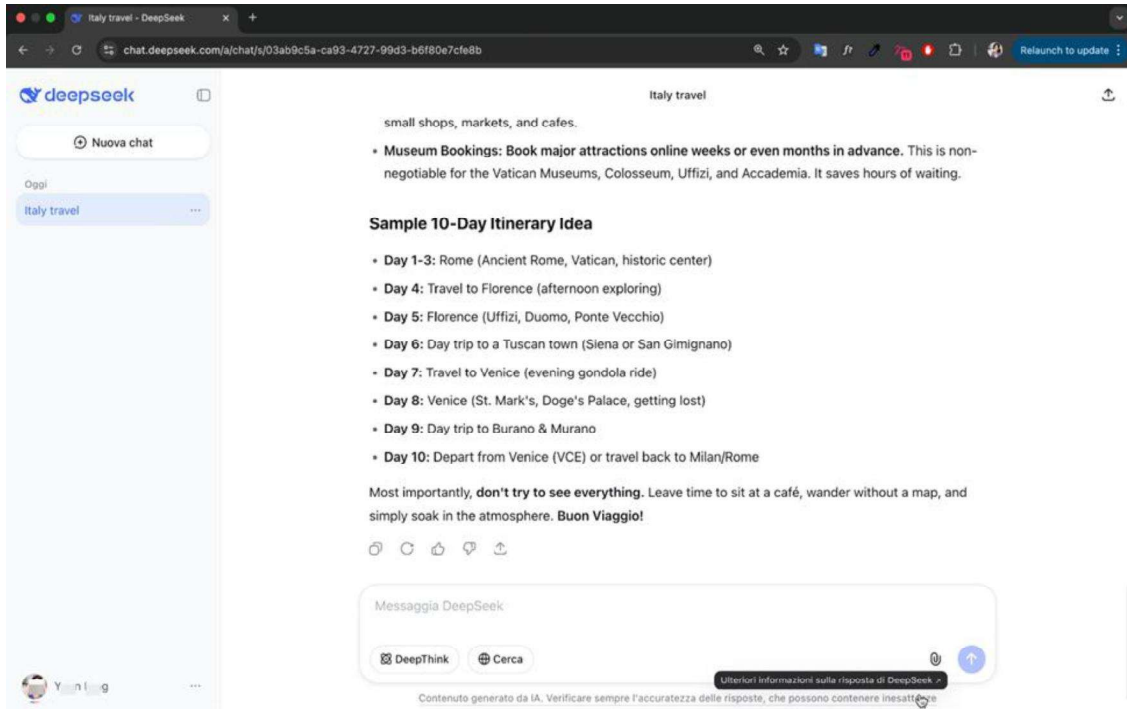 Italy travel - DeepSeek
chat.deepseek.com/a/chat/s/03ab9c5a-ca93-4727-99d3-b6f80e7cfe8b
Relaunch to update
deepseek
Italy travel
Nuova chat
Oggi
Italy travel
small shops, markets, and cafes.
• Museum Bookings: Book major attractions online weeks or even months in advance. This is non-
negotiable for the Vatican Museums, Colosseum, Uffizi, and Accademia. It saves hours of waiting.
Sample 10-Day Itinerary Idea
• Day 1-3: Rome (Ancient Rome, Vatican, historic center)
• Day 4: Travel to Florence (afternoon exploring)
• Day 5: Florence (Uffizi, Duomo, Ponte Vecchio)
• Day 6: Day trip to a Tuscan town (Siena or San Gimignano)
• Day 7: Travel to Venice (evening gondola ride)
• Day 8: Venice (St. Mark's, Doge's Palace, getting lost)
• Day 9: Day trip to Burano & Murano
• Day 10: Depart from Venice (VCE) or travel back to Milan/Rome
Most importantly, don't try to see everything. Leave time to sit at a café, wander without a map, and
simply soak in the atmosphere. Buon Viaggio!
Messaggia DeepSeek
DeepThink
Cerca
Ulteriori informazioni sulla risposta di DeepSeek
Contenuto generato da IA. Verificare sempre l'accuratezza delle risposte, che possono contenere